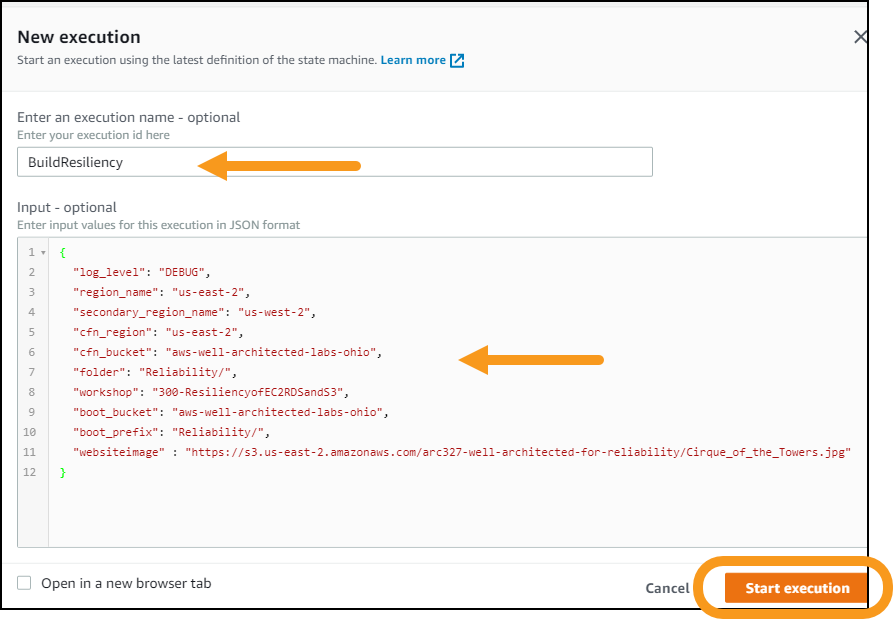 New execution
Start an execution using the latest definition of the state machine. Learn more
Enter an execution name - optional
Enter your execution id here
BuildResiliency
Input - optional
Enter input values for this execution in JSON format
1 {
2 "log_level": "DEBUG",
3 "region_name": "us-east-2",
4 "secondary_region_name": "us-west-2",
5 "cfn_region": "us-east-2",
6 "cfn_bucket": "aws-well-architected-labs-ohio",
7 "folder": "Reliability/",
8 "workshop": "300-ResiliencyofEC2RDSandS3",
9 "boot_bucket": "aws-well-architected-labs-ohio",
10 "boot_prefix": "Reliability/",
11 "websiteimage" : "https://s3.us-east-2.amazonaws.com/arc327-well-architected-for-reliability/Cirque_of_the_Towers.jpg"
12 }
Open in a new browser tab
Cancel Start execution